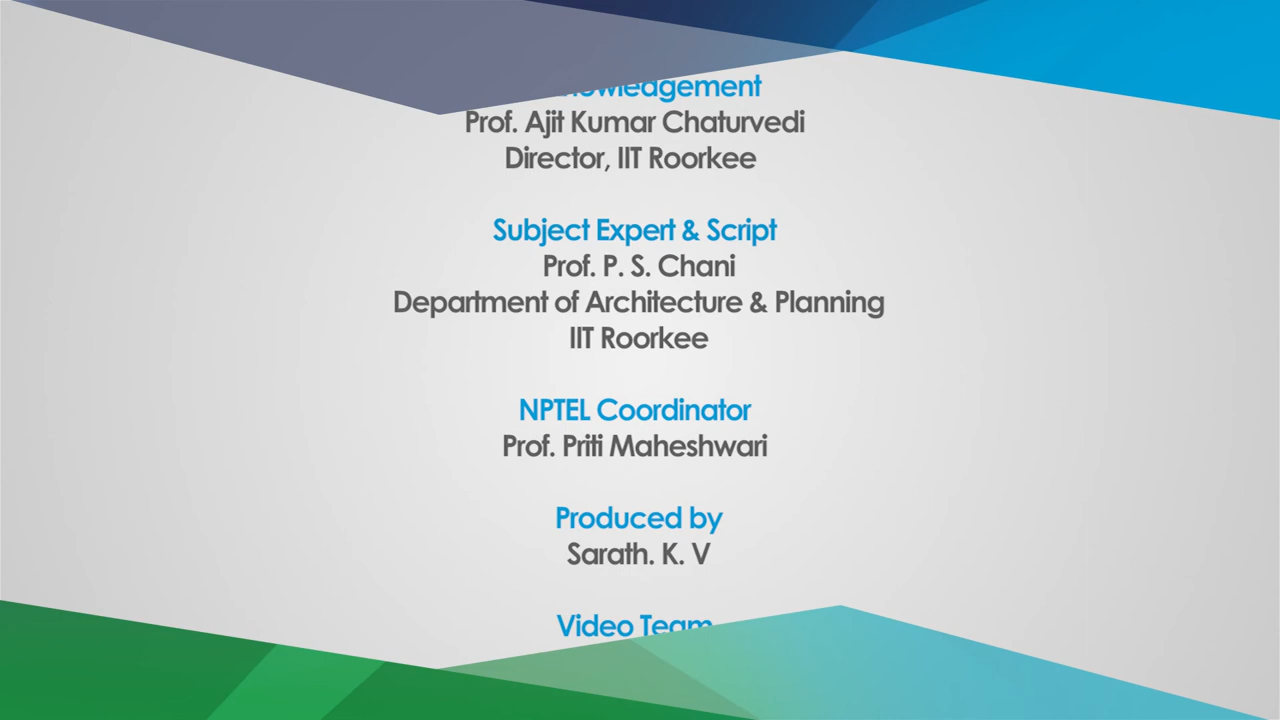 Prof. Ajit Kumar Chaturvedi
Director, IIT Roorkee
Subject Expert & Script
Prof. P. S. Chani
Department of Architecture & Planning
IIT Roorkee
NPTEL Coordinator
Prof. Priti Maheshwari
Produced by
Sarath. K. V
Video Team